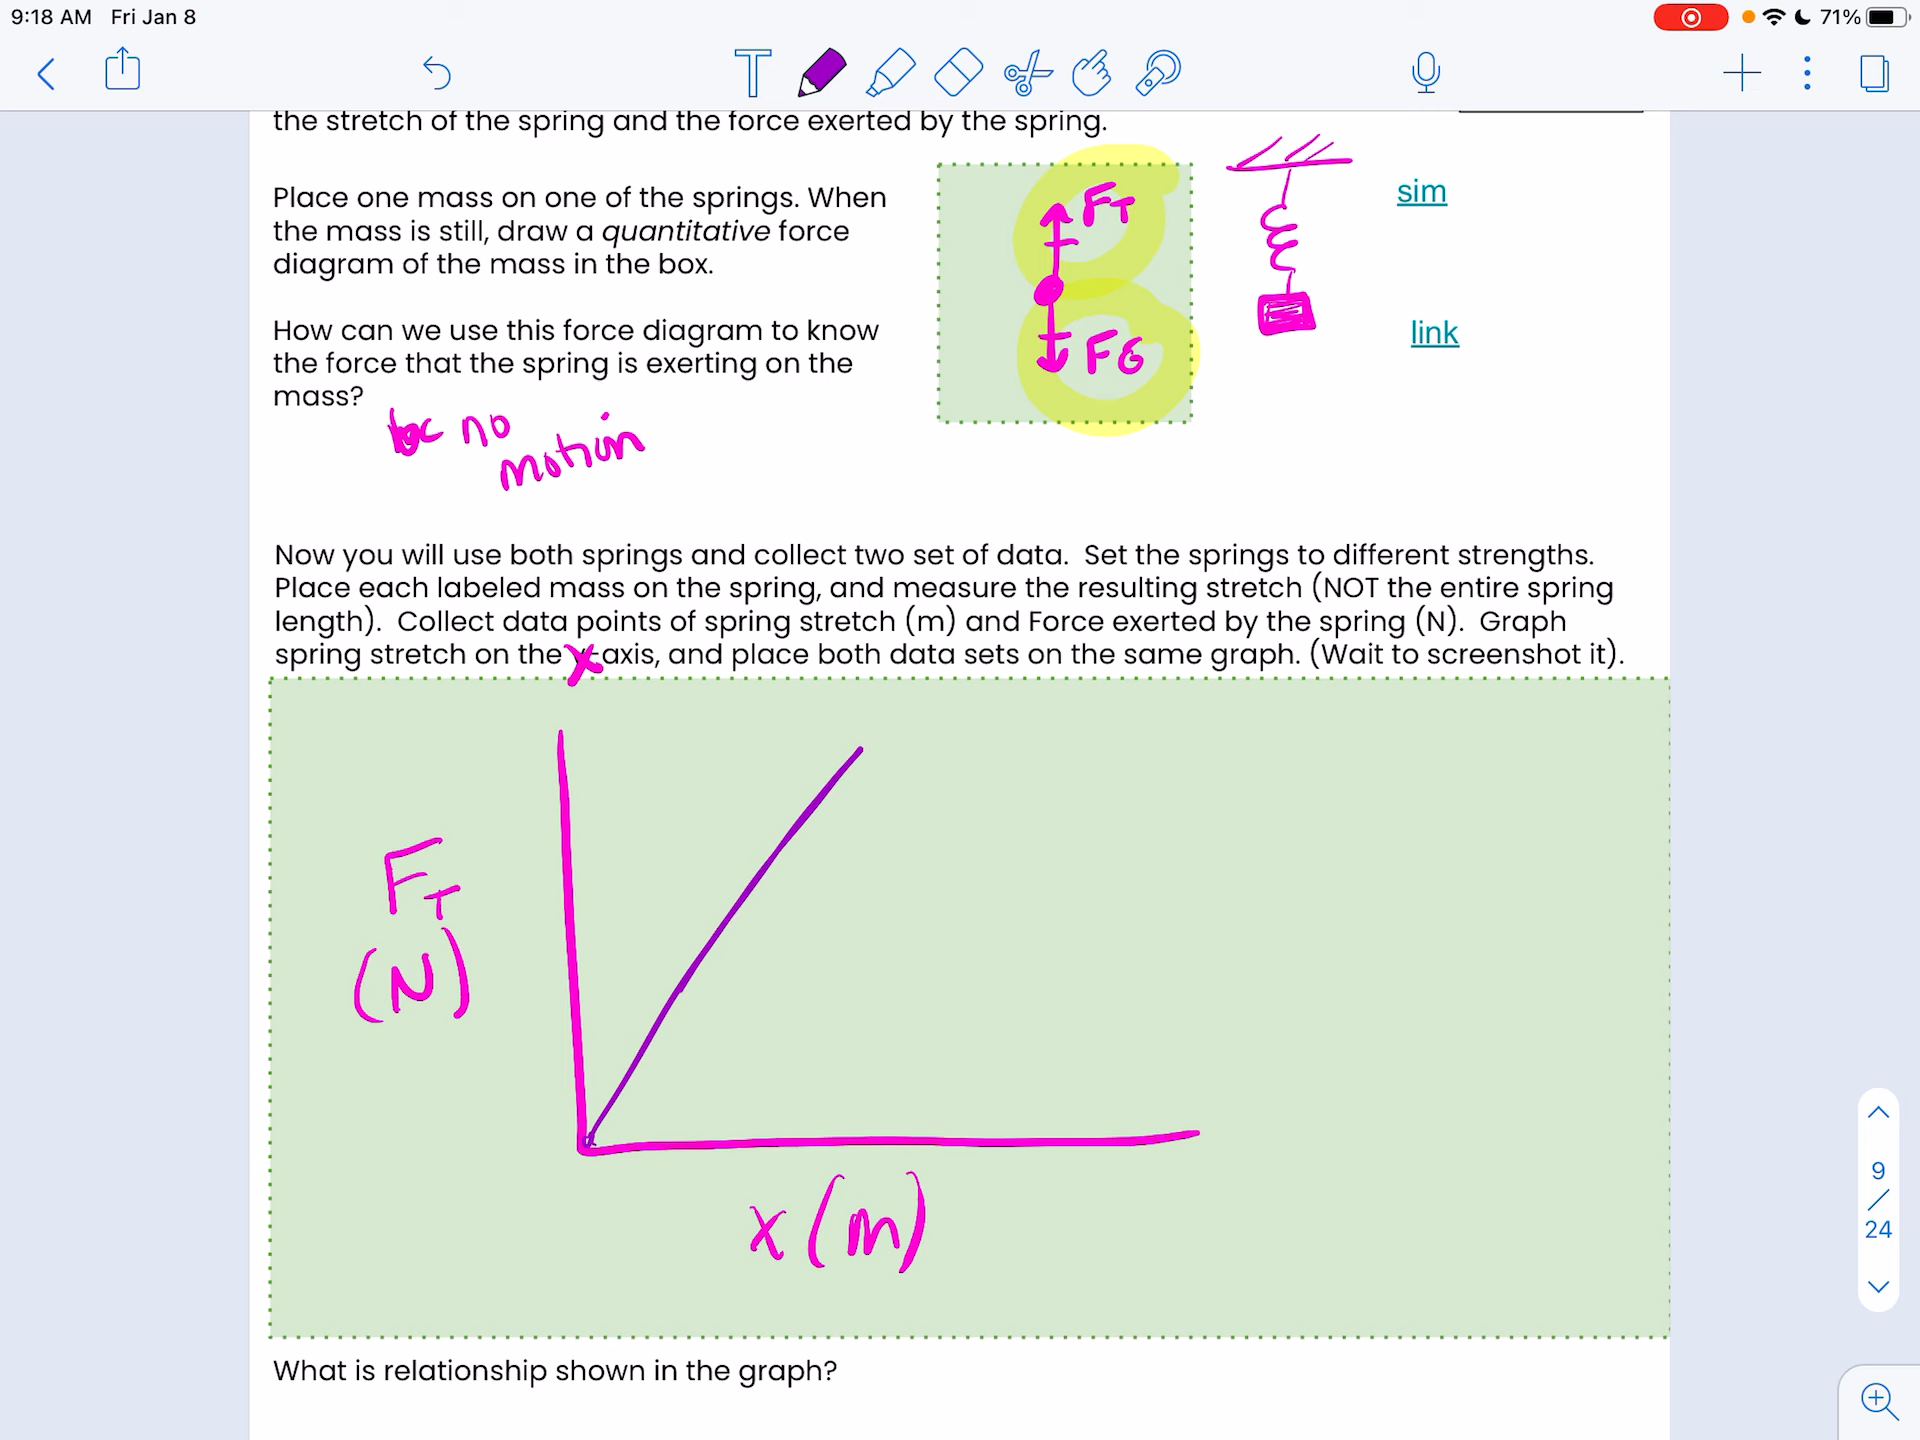 9:18 AM Fri Jan 8
71%
T
the stretch of the spring and the force exerted by the spring.
Place one mass on one of the springs. When
the mass is still, draw a quantitative force
diagram of the mass in the box.
FT
FG
sim
link
How can we use this force diagram to know
the force that the spring is exerting on the
mass?
bc no
motion
Now you will use both springs and collect two set of data. Set the springs to different strengths.
Place each labeled mass on the spring, and measure the resulting stretch (NOT the entire spring
length). Collect data points of spring stretch (m) and Force exerted by the spring (N). Graph
spring stretch on the x-axis, and place both data sets on the same graph. (Wait to screenshot it).
FT
(N)
x (m)
9
/
24
What is relationship shown in the graph?